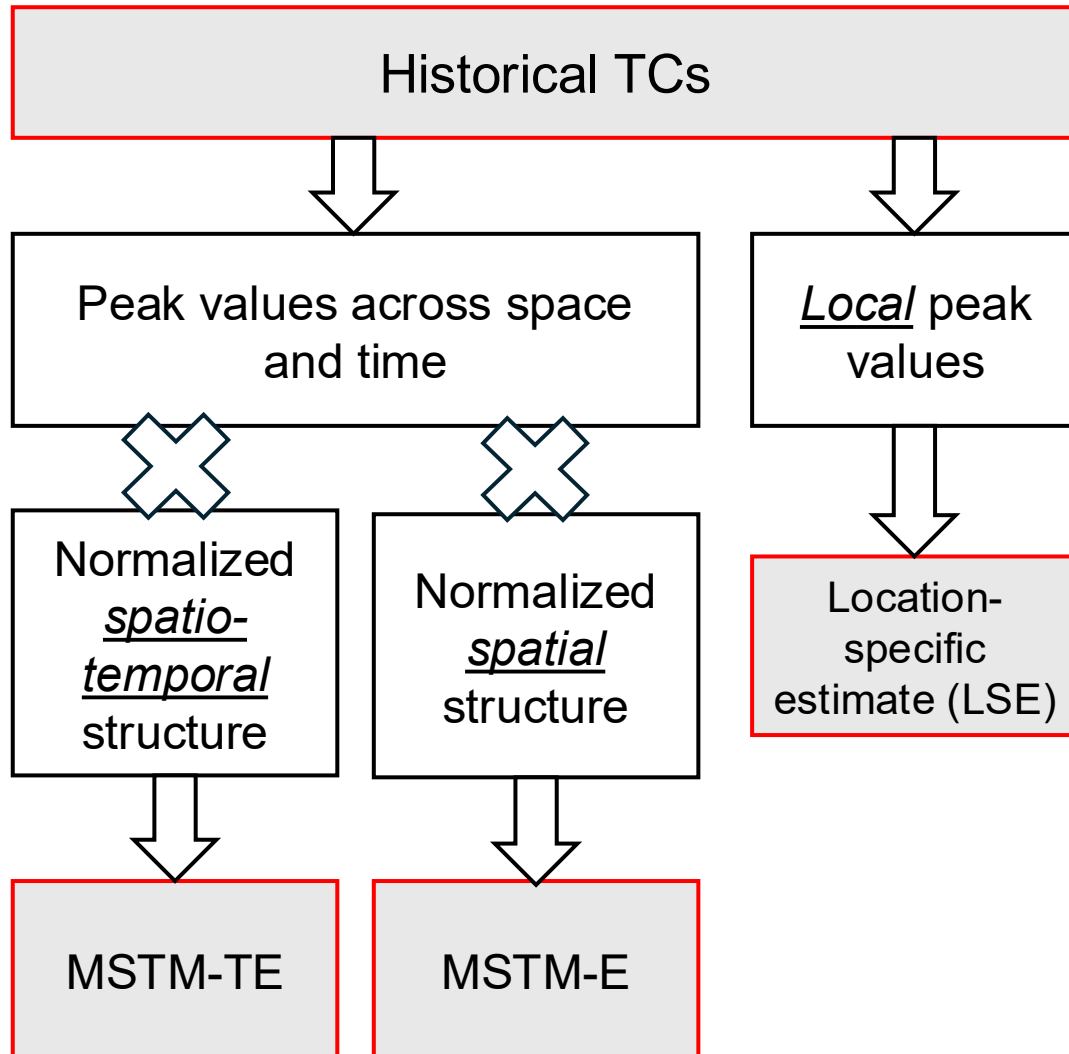 Historical TCs
Peak values across space
and time
Local peak
values
Normalized
spatio-
temporal
structure
Normalized
spatial
structure
Location-
specific
estimate (LSE)
MSTM-TE
MSTM-E